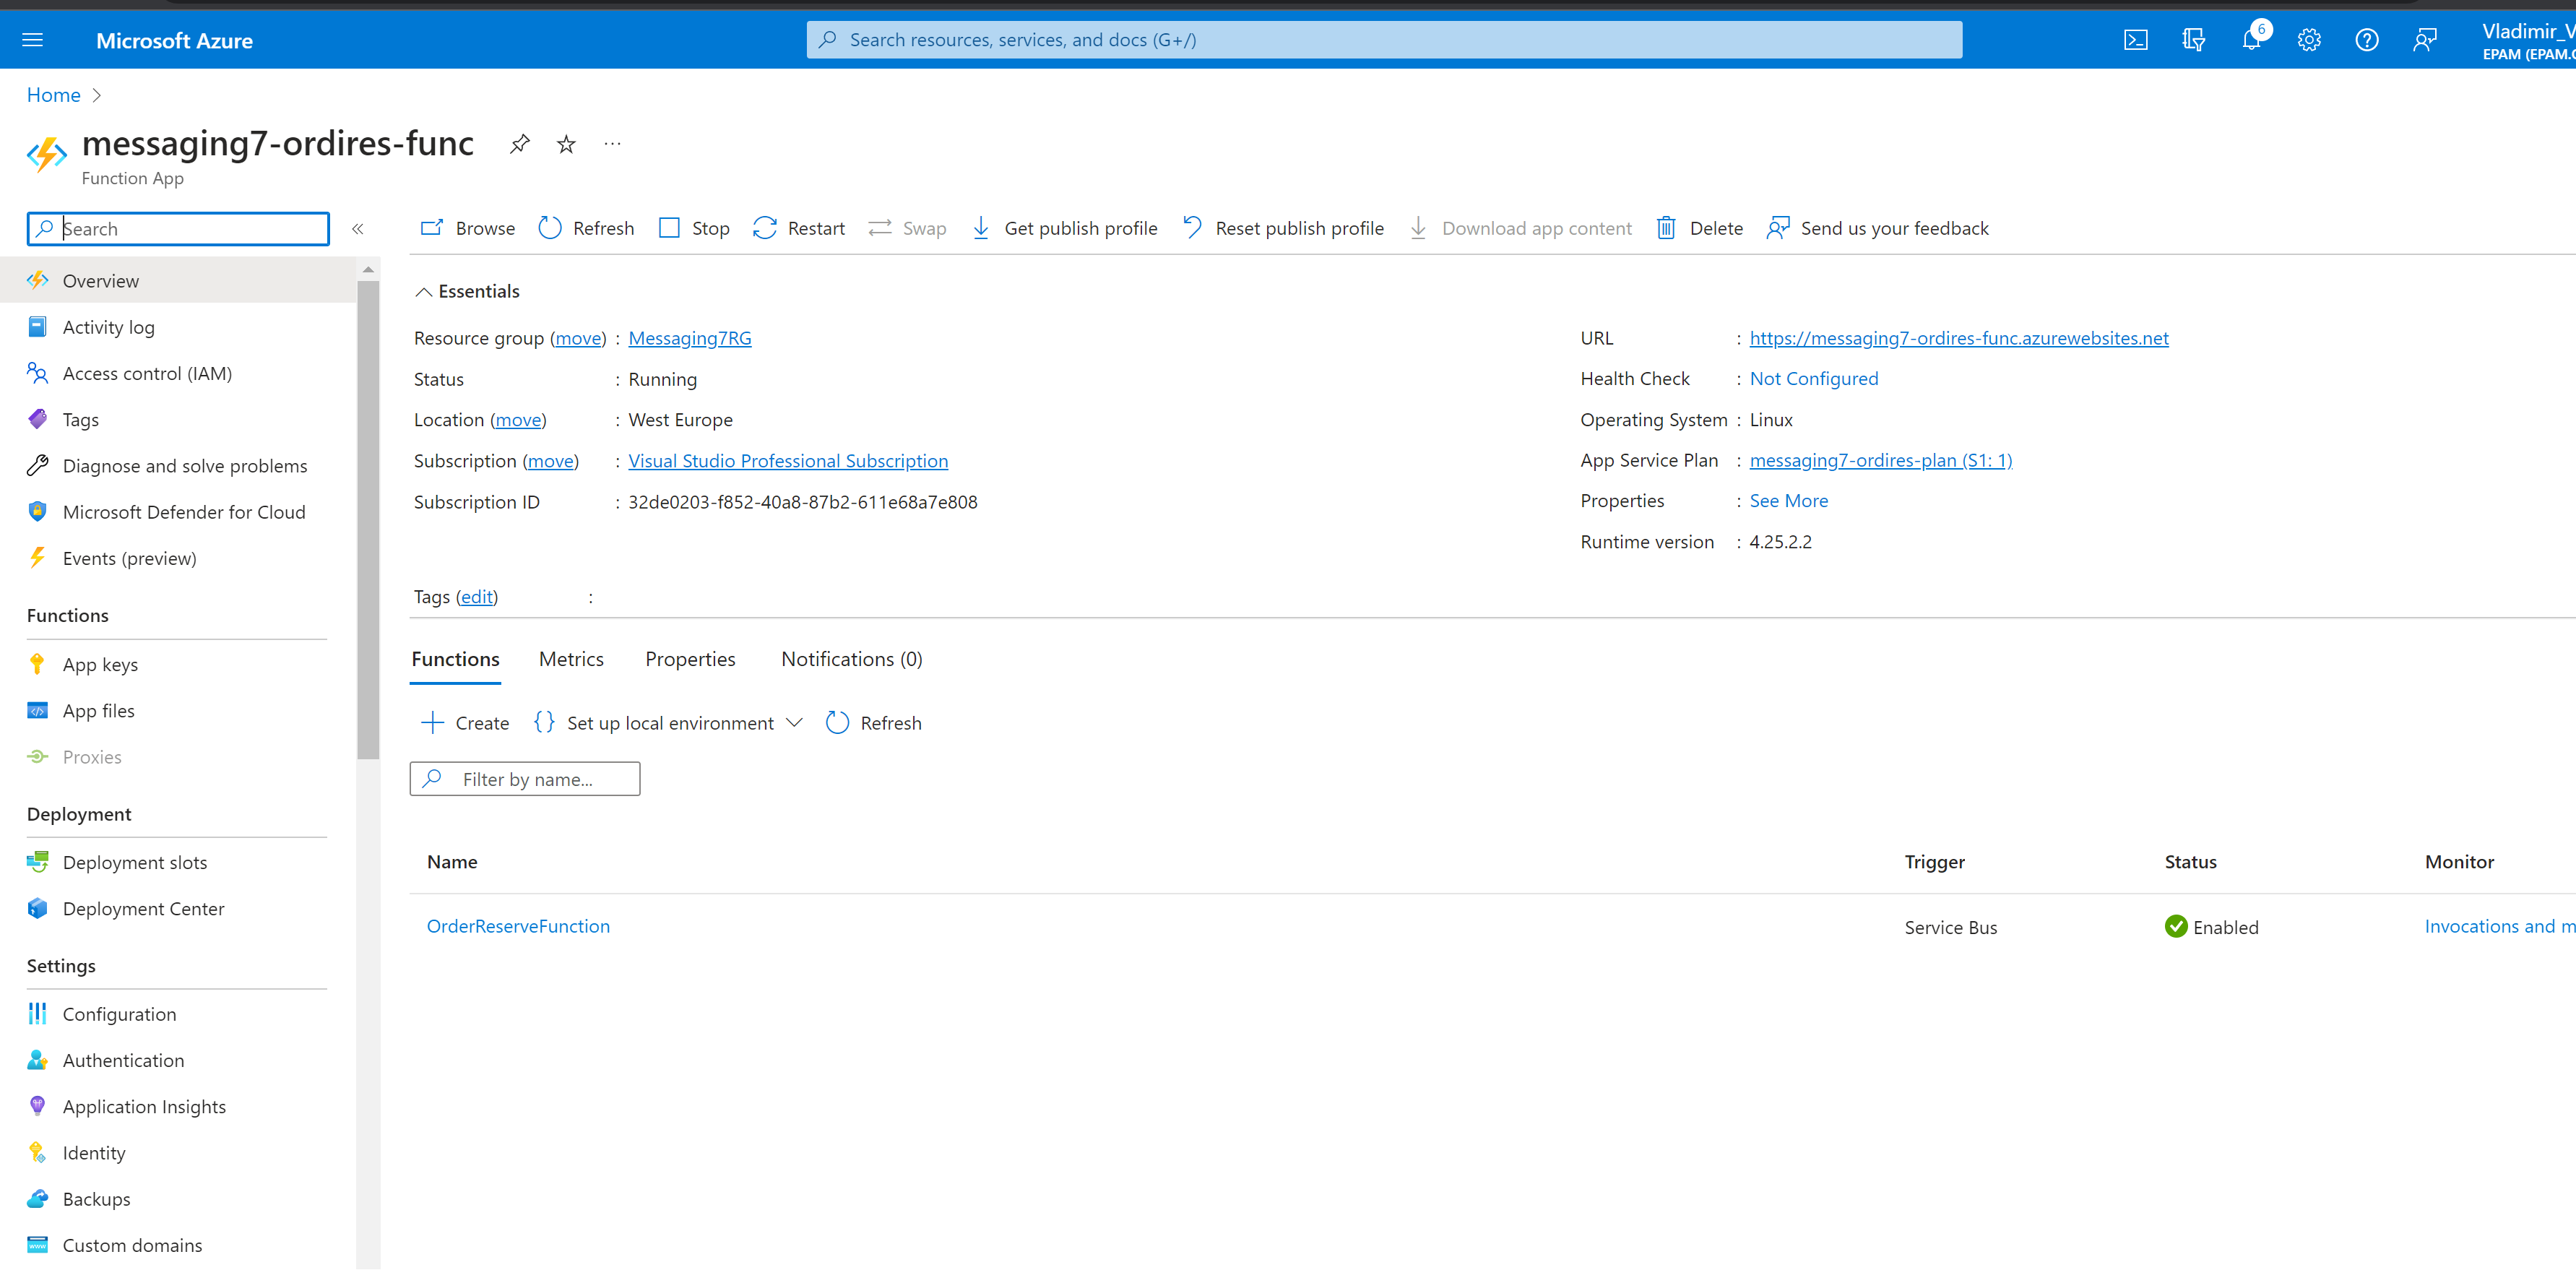 Microsoft Azure
Search resources, services, and docs (G+/)
6
Vladimir_V
EPAM (EPAM.
Home
messaging7-ordires-func
Function App
Search
Browse Refresh Stop Restart Swap Get publish profile Reset publish profile Download app content Delete Send us your feedback
Overview
Activity log
Access control (IAM)
Tags
Diagnose and solve problems
Microsoft Defender for Cloud
Events (preview)
Functions
App keys
App files
Proxies
Deployment
Deployment slots
Deployment Center
Settings
Configuration
Authentication
Application Insights
Identity
Backups
Custom domains
Essentials
Resource group (move) : Messaging7RG
Status : Running
Location (move) : West Europe
Subscription (move) : Visual Studio Professional Subscription
Subscription ID : 32de0203-f852-40a8-87b2-611e68a7e808
URL : https://messaging7-ordires-func.azurewebsites.net
Health Check : Not Configured
Operating System : Linux
App Service Plan : messaging7-ordires-plan (S1: 1)
Properties : See More
Runtime version : 4.25.2.2
Tags (edit) :
Functions Metrics Properties Notifications (0)
Create {} Set up local environment Refresh
Filter by name...
Name Trigger Status Monitor
OrderReserveFunction Service Bus Enabled Invocations and m